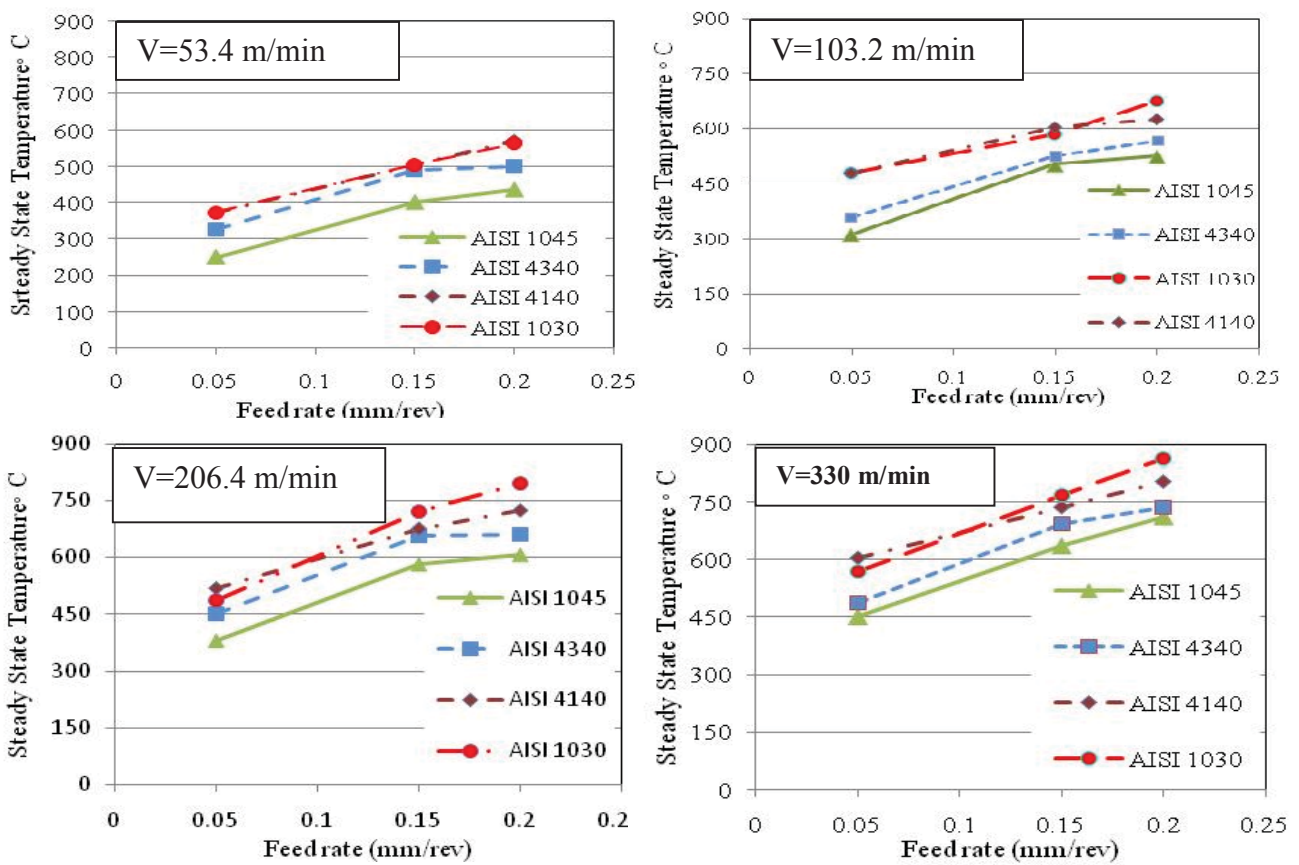 V=53.4 m/min
Srteady State Temperature° C
900
800
700
600
500
400
300
200
100
0
AISI 1045
AISI 4340
AISI 4140
AISI 1030
0 0.05 0.1 0.15 0.2 0.25
Feed rate (mm/rev)
V=103.2 m/min
Steady State Temperature ° C
900
750
600
450
300
150
0
AISI 1045
AISI 4340
AISI 1030
AISI 4140
0 0.05 0.1 0.15 0.2 0.25
Feed rate (mm/rev)
V=206.4 m/min
Steady State Temperature° C
900
750
600
450
300
150
0
AISI 1045
AISI 4340
AISI 4140
AISI 1030
0 0.05 0.1 0.15 0.2 0.2
Feed rate (mm/rev)
V=330 m/min
Steady State Temperature ° C
900
750
600
450
300
150
0
AISI 1045
AISI 4340
AISI 4140
AISI 1030
0 0.05 0.1 0.15 0.2 0.25
Feed rate (mm/rev)